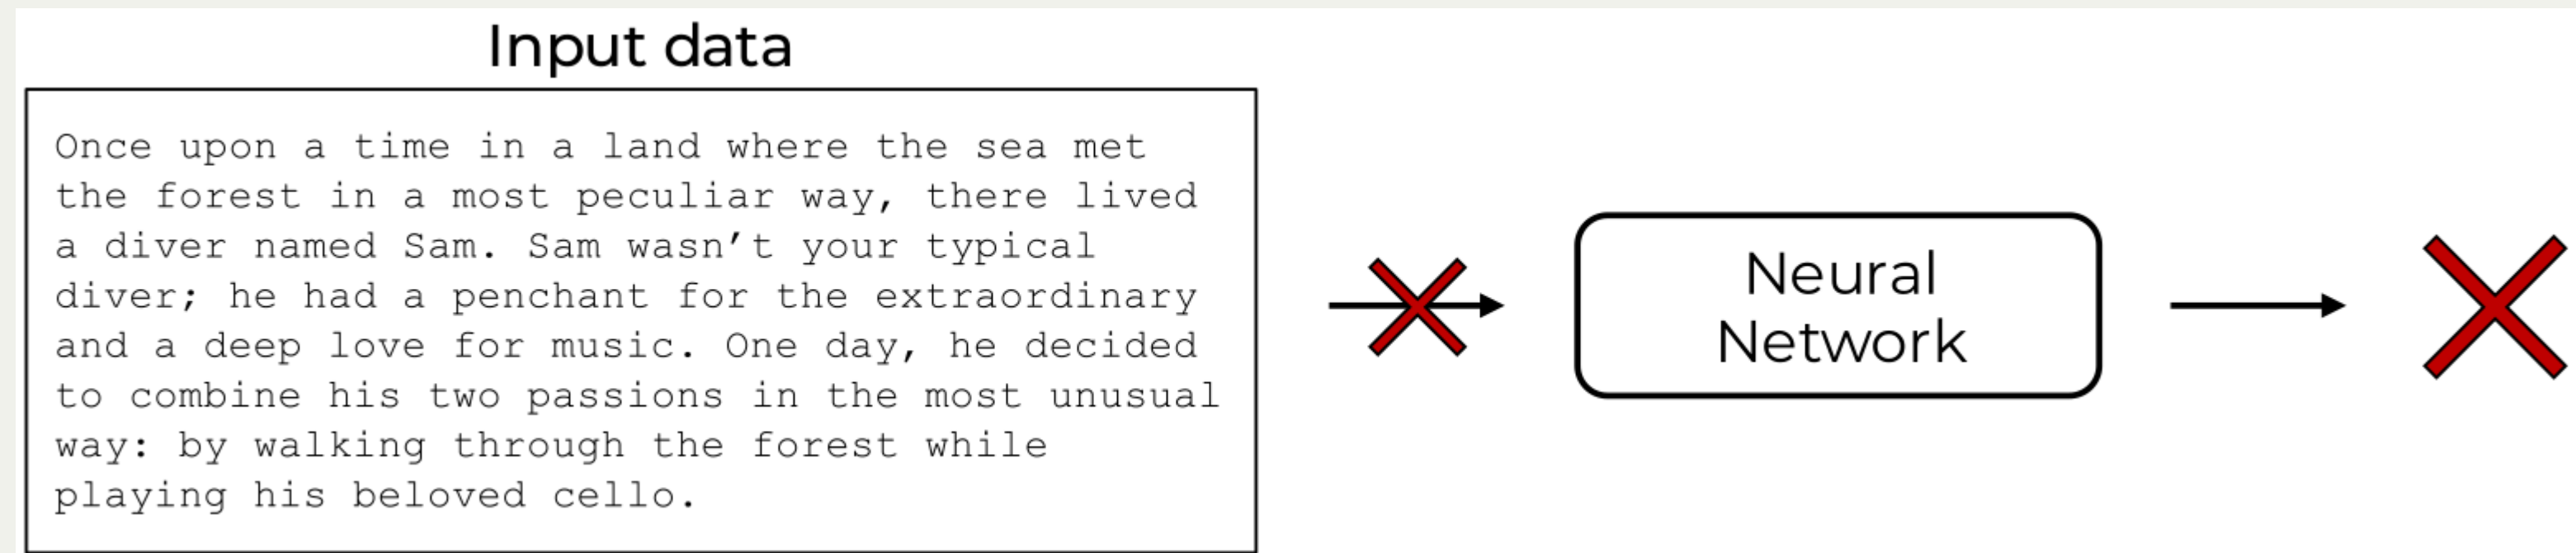 Input data
Once upon a time in a land where the sea met
the forest in a most peculiar way, there lived
a diver named Sam. Sam wasn’t your typical
diver; he had a penchant for the extraordinary
and a deep love for music. One day, he decided
to combine his two passions in the most unusual
way: by walking through the forest while
playing his beloved cello.
Neural
Network